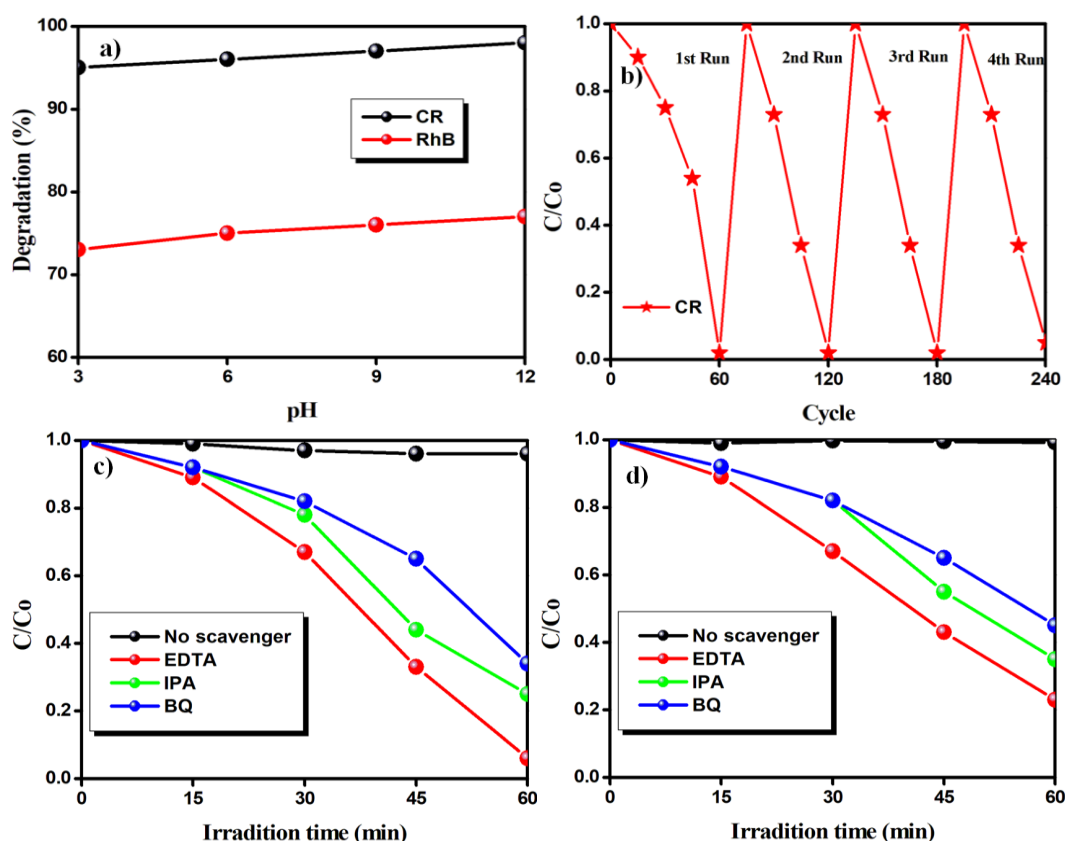 a)
100
90
80
70
60
Degradation (%)
CR
RhB
3
6
9
12
pH
b)
1st Run
2nd Run
3rd Run
4th Run
1.0
0.8
0.6
0.4
0.2
0.0
C/Co
CR
0
60
120
180
240
Cycle
c)
1.0
0.8
0.6
0.4
0.2
0.0
C/Co
No scavenger
EDTA
IPA
BQ
0
15
30
45
60
Irradition time (min)
d)
1.0
0.8
0.6
0.4
0.2
0.0
C/Co
No scavenger
EDTA
IPA
BQ
0
15
30
45
60
Irradition time (min)